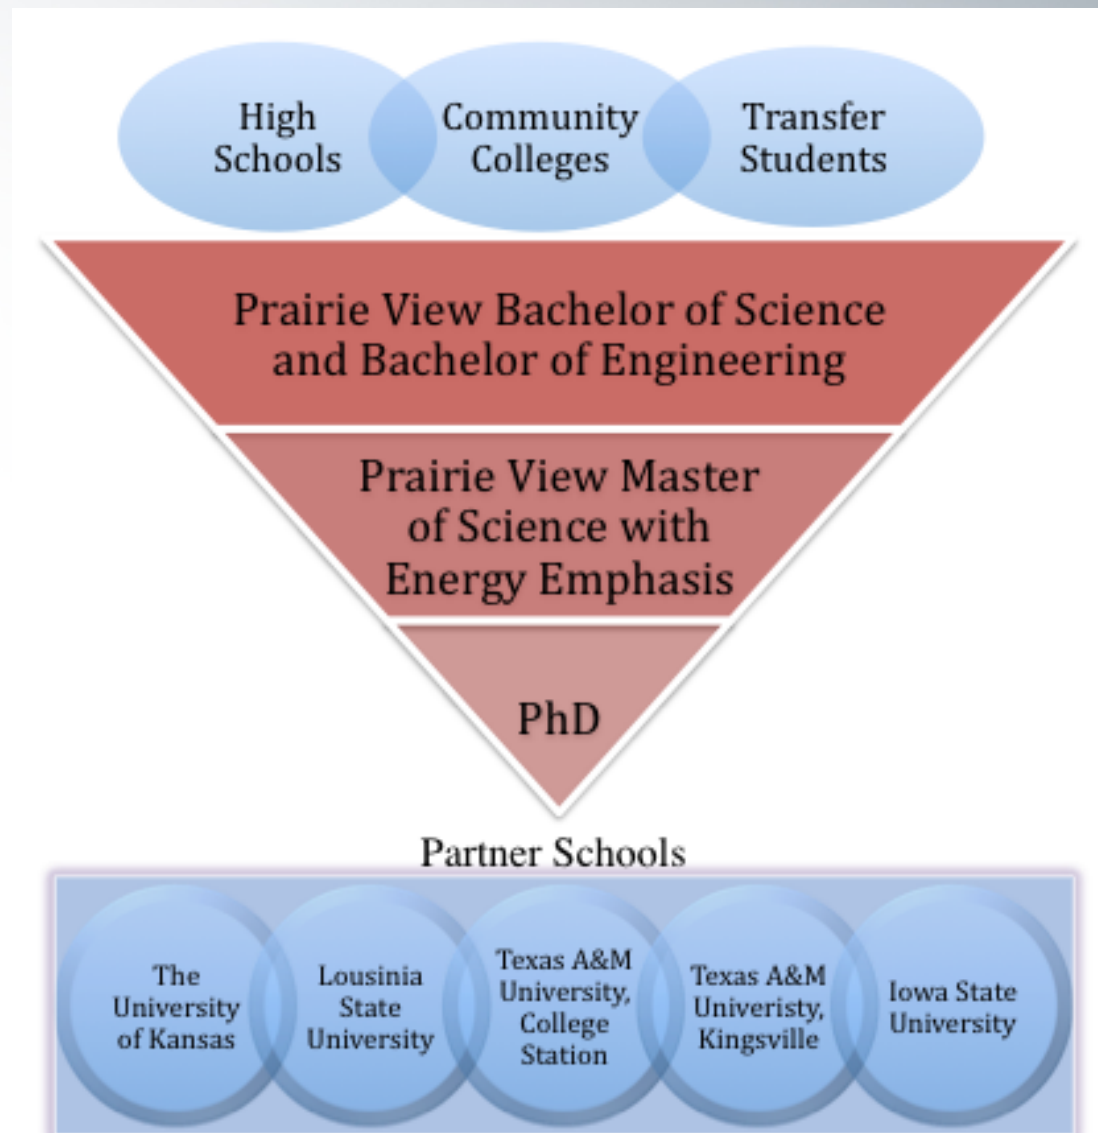 High
Schools
Community
Colleges
Transfer
Students
Prairie View Bachelor of Science
and Bachelor of Engineering
Prairie View Master
of Science with
Energy Emphasis
PhD
Partner Schools
The
University
of Kansas
Lousinia
State
University
Texas A&M
University,
College
Station
Texas A&M
Univeristy,
Kingsville
Iowa State
University